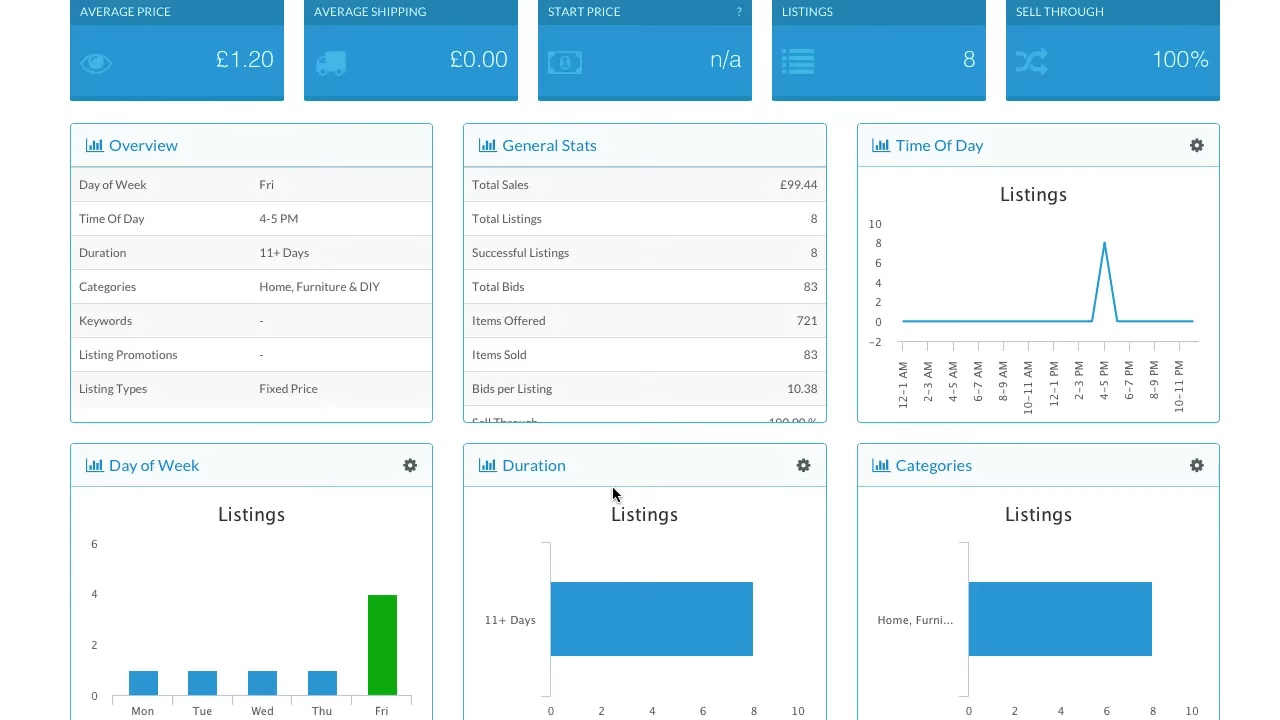 AVERAGE PRICE
£1.20
AVERAGE SHIPPING
£0.00
START PRICE ?
n/a
LISTINGS
8
SELL THROUGH
100%
Overview
Day of Week Fri
Time Of Day 4-5 PM
Duration 11+ Days
Categories Home, Furniture & DIY
Keywords -
Listing Promotions -
Listing Types Fixed Price
General Stats
Total Sales £99.44
Total Listings 8
Successful Listings 8
Total Bids 83
Items Offered 721
Items Sold 83
Bids per Listing 10.38
Sell Through 100.00 %
Time Of Day
Listings
10
8
6
4
2
0
-2
12-1 AM
2-3 AM
4-5 AM
6-7 AM
8-9 AM
10-11 AM
12-1 PM
2-3 PM
4-5 PM
6-7 PM
8-9 PM
10-11 PM
Day of Week
Listings
6
4
2
0
Mon Tue Wed Thu Fri
Duration
Listings
11+ Days
0 2 4 6 8 10
Categories
Listings
Home, Furni...
0 2 4 6 8 10